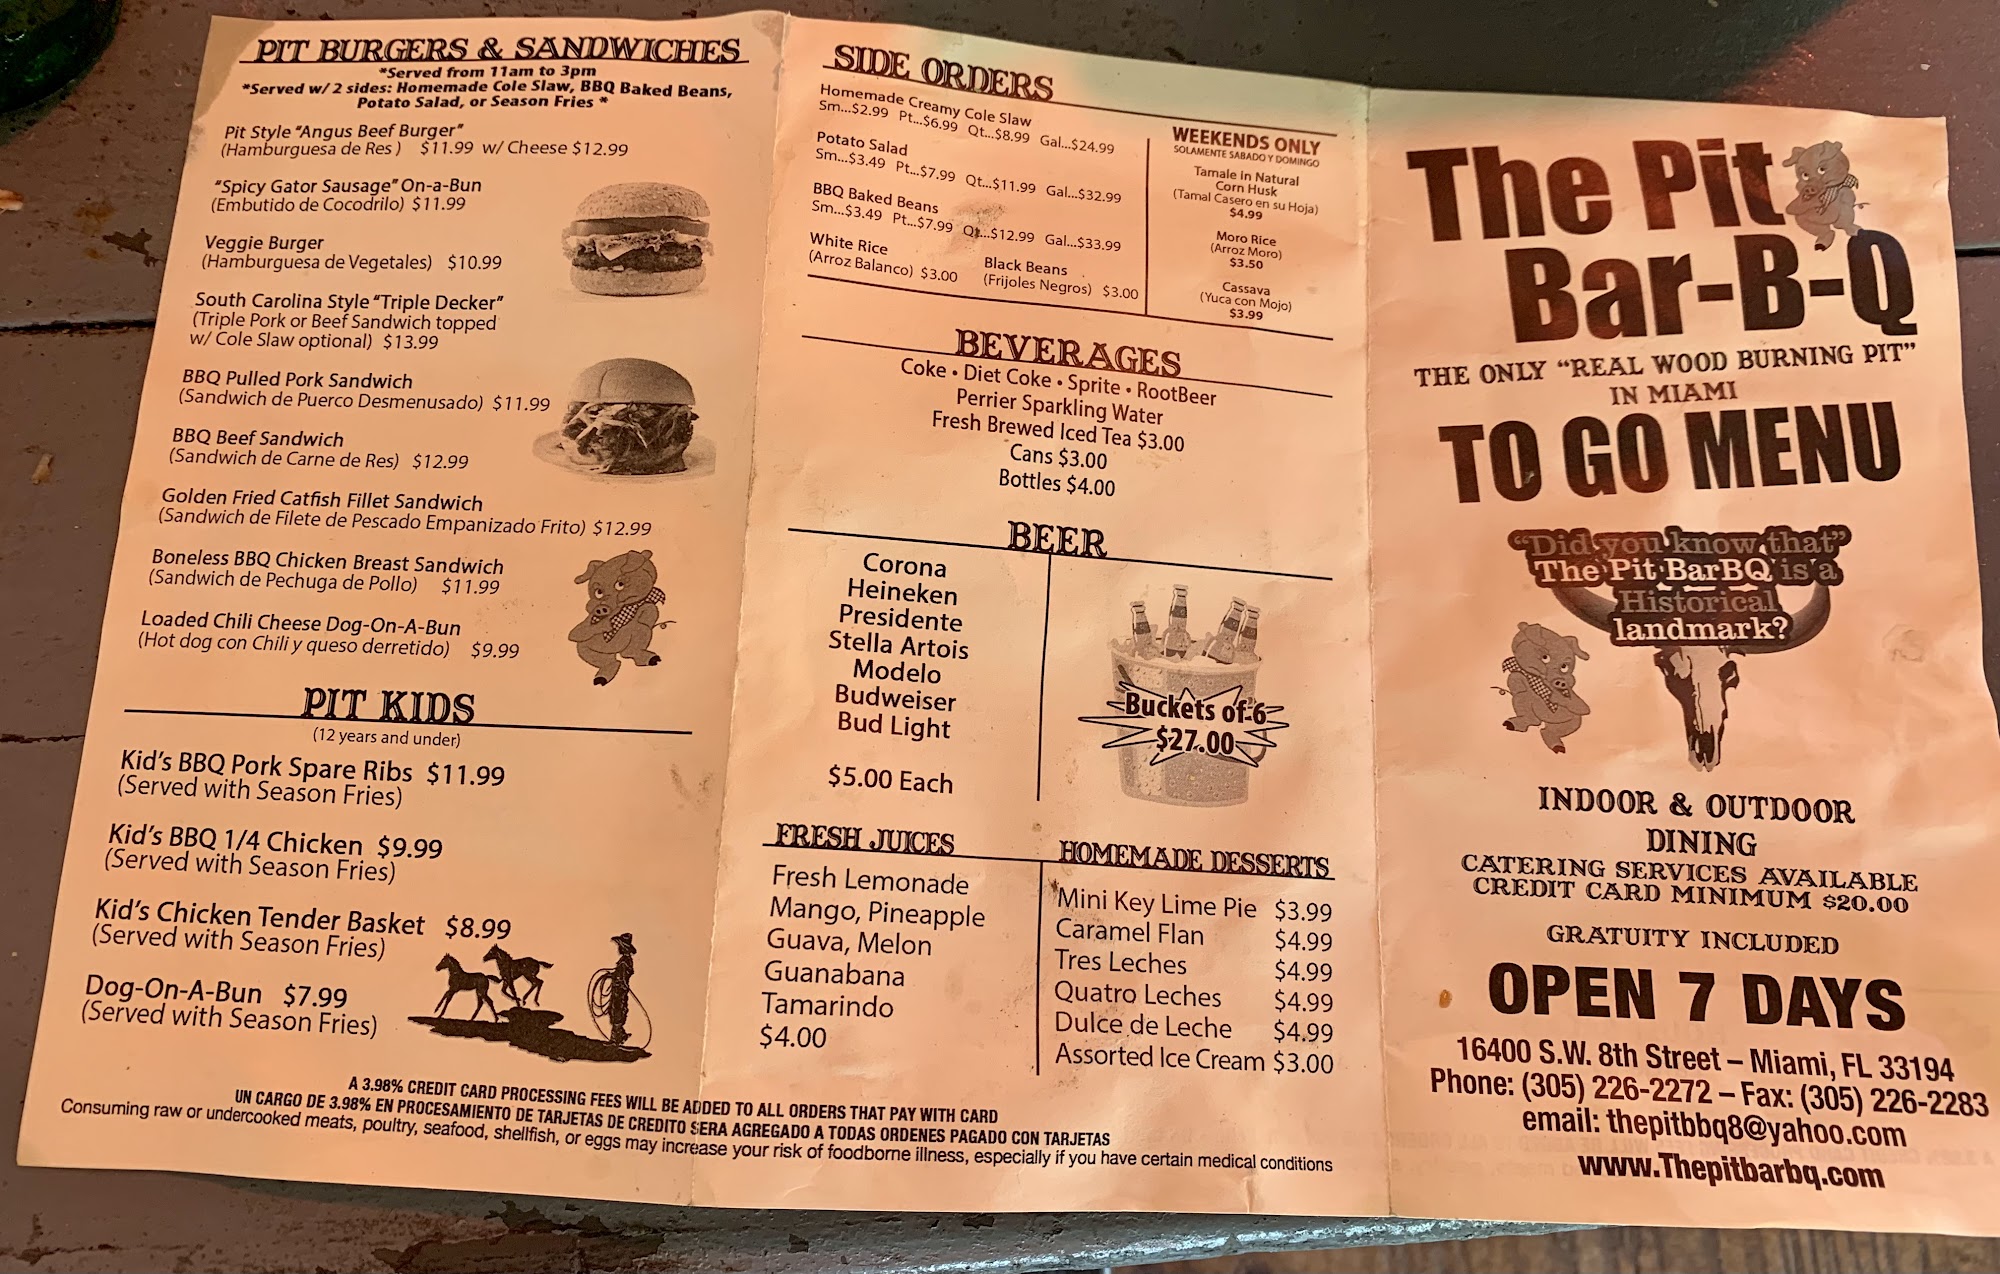 PIT BURGERS & SANDWICHES
*Served from 11am to 3pm
*Served w/ 2 sides: Homemade Cole Slaw, BBQ Baked Beans,
Potato Salad, or Season Fries *
Pit Style "Angus Beef Burger"
(Hamburguesa de Res ) $11.99 w/ Cheese $12.99
"Spicy Gator Sausage" On-a-Bun
(Embutido de Cocodrilo) $11.99
Veggie Burger
(Hamburguesa de Vegetales) $10.99
South Carolina Style "Triple Decker"
(Triple Pork or Beef Sandwich topped
w/ Cole Slaw optional) $13.99
BBQ Pulled Pork Sandwich
(Sandwich de Puerco Desmenusado) $11.99
BBQ Beef Sandwich
(Sandwich de Carne de Res) $12.99
Golden Fried Catfish Fillet Sandwich
(Sandwich de Filete de Pescado Empanizado Frito) $12.99
Boneless BBQ Chicken Breast Sandwich
(Sandwich de Pechuga de Pollo) $11.99
Loaded Chili Cheese Dog-On-A-Bun
(Hot dog con Chili y queso derretido) $9.99
PIT KIDS
(12 years and under)
Kid's BBQ Pork Spare Ribs $11.99
(Served with Season Fries)
Kid's BBQ 1/4 Chicken $9.99
(Served with Season Fries)
Kid's Chicken Tender Basket $8.99
(Served with Season Fries)
Dog-On-A-Bun $7.99
(Served with Season Fries)
SIDE ORDERS
Homemade Creamy Cole Slaw
Sm...$2.99 Pt...$6.99 Qt...$8.99 Gal...$24.99
Potato Salad
Sm...$3.49 Pt...$7.99 Qt...$11.99 Gal...$32.99
BBQ Baked Beans
Sm...$3.49 Pt...$7.99 Qt...$12.99 Gal...$33.99
White Rice
(Arroz Balanco) $3.00
Black Beans
(Frijoles Negros) $3.00
WEEKENDS ONLY
SOLAMENTE SABADO Y DOMINGO
Tamale in Natural
Corn Husk
(Tamal Casero en su Hoja)
$4.99
Moro Rice
(Arroz Moro)
$3.50
Cassava
(Yuca con Mojo)
$3.99
BEVERAGES
Coke • Diet Coke • Sprite • RootBeer
Perrier Sparkling Water
Fresh Brewed Iced Tea $3.00
Cans $3.00
Bottles $4.00
BEER
Corona
Heineken
Presidente
Stella Artois
Modelo
Budweiser
Bud Light
$5.00 Each
Buckets of 6
$27.00
FRESH JUICES
Fresh Lemonade
Mango, Pineapple
Guava, Melon
Guanabana
Tamarindo
$4.00
HOMEMADE DESSERTS
Mini Key Lime Pie $3.99
Caramel Flan $4.99
Tres Leches $4.99
Quatro Leches $4.99
Dulce de Leche $4.99
Assorted Ice Cream $3.00
A 3.98% CREDIT CARD PROCESSING FEES WILL BE ADDED TO ALL ORDERS THAT PAY WITH CARD
UN CARGO DE 3.98% EN PROCESAMIENTO DE TARJETAS DE CREDITO SERA AGREGADO A TODAS ORDENES PAGADO CON TARJETAS
Consuming raw or undercooked meats, poultry, seafood, shellfish, or eggs may increase your risk of foodborne illness, especially if you have certain medical conditions
The Pit
Bar-B-Q
THE ONLY "REAL WOOD BURNING PIT"
IN MIAMI
TO GO MENU
"Did you know that"
The Pit BarBQ is a
Historical
landmark?
INDOOR & OUTDOOR
DINING
CATERING SERVICES AVAILABLE
CREDIT CARD MINIMUM $20.00
GRATUITY INCLUDED
OPEN 7 DAYS
16400 S.W. 8th Street – Miami, FL 33194
Phone: (305) 226-2272 – Fax: (305) 226-2283
email: thepitbbq8@yahoo.com
www.Thepitbarbq.com